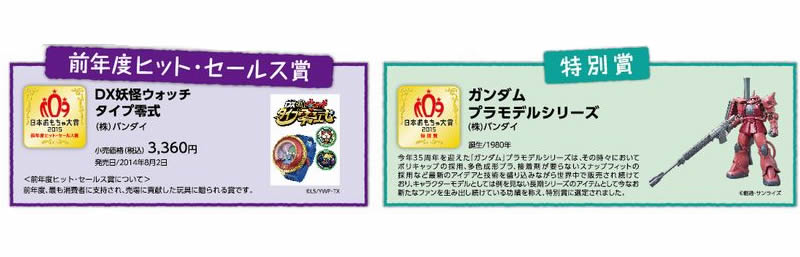 前年度ヒット・セールス賞
日本おもちゃ大賞
2015
前年度ヒット・セールス賞
DX妖怪ウォッチ
タイプ零式
(株)バンダイ
小売価格(税込) 3,360円
発売日/2014年8月2日
DX妖怪ウォッチ
タイプ零式
©L5/YWP・TX
<前年度ヒット・セールス賞について>
前年度、最も消費者に支持され、売場に貢献した玩具に贈られる賞です。
特別賞
日本おもちゃ大賞
2015
特別賞
ガンダム
プラモデルシリーズ
(株)バンダイ
誕生/1980年
今年35周年を迎えた「ガンダム」プラモデルシリーズは、その時々において
ポリキャップの採用、多色成形プラ、接着剤が要らないスナップフィットの
採用など最新のアイデアと技術を盛り込みながら世界中で販売され続けて
おり、キャラクターモデルとしては例を見ない長期シリーズのアイテムとして今なお
新たなファンを生み出し続けている功績を称え、特別賞に選定されました。
©創通・サンライズ